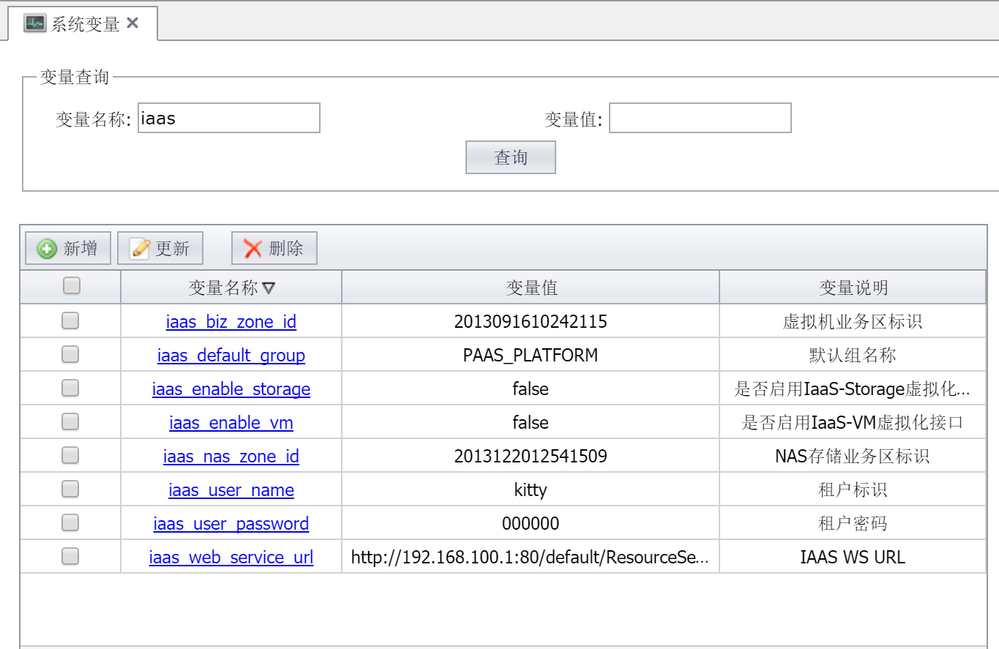 系统变量
变量查询
变量名称: iaas 变量值:
查询
新增 更新 删除
变量名称 变量值 变量说明
iaas_biz_zone_id 2013091610242115 虚拟机业务区标识
iaas_default_group PAAS_PLATFORM 默认组名称
iaas_enable_storage false 是否启用IaaS-Storage虚拟化...
iaas_enable_vm false 是否启用IaaS-VM虚拟化接口
iaas_nas_zone_id 2013122012541509 NAS存储业务区标识
iaas_user_name kitty 租户标识
iaas_user_password 000000 租户密码
iaas_web_service_url http://192.168.100.1:80/default/ResourceSe... IAAS WS URL